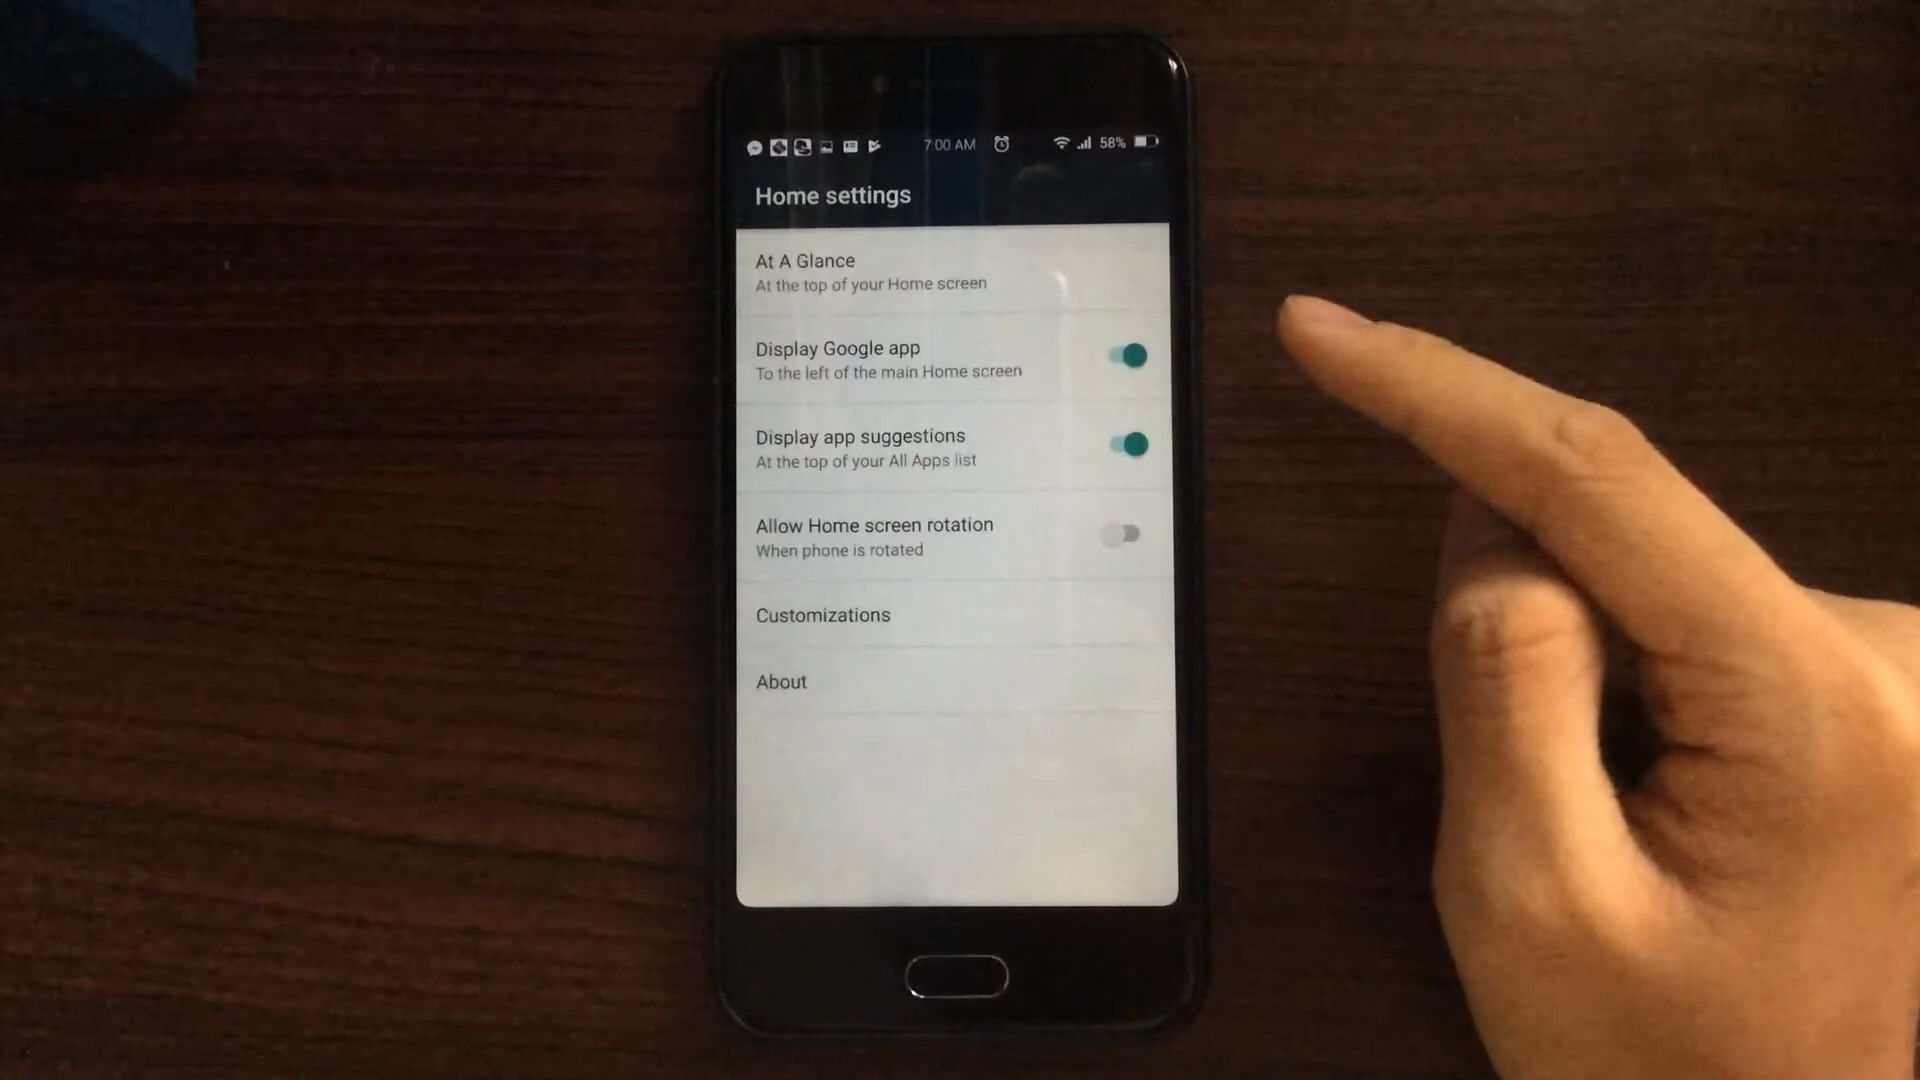 7:00 AM 58%
Home settings
At A Glance
At the top of your Home screen
Display Google app
To the left of the main Home screen
Display app suggestions
At the top of your All Apps list
Allow Home screen rotation
When phone is rotated
Customizations
About